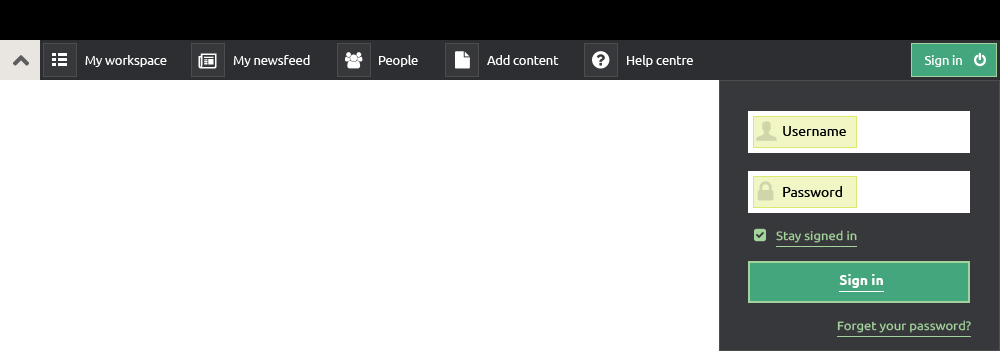 My workspace My newsfeed People Add content Help centre Sign in
Username
Password
Stay signed in
Sign in
Forget your password?